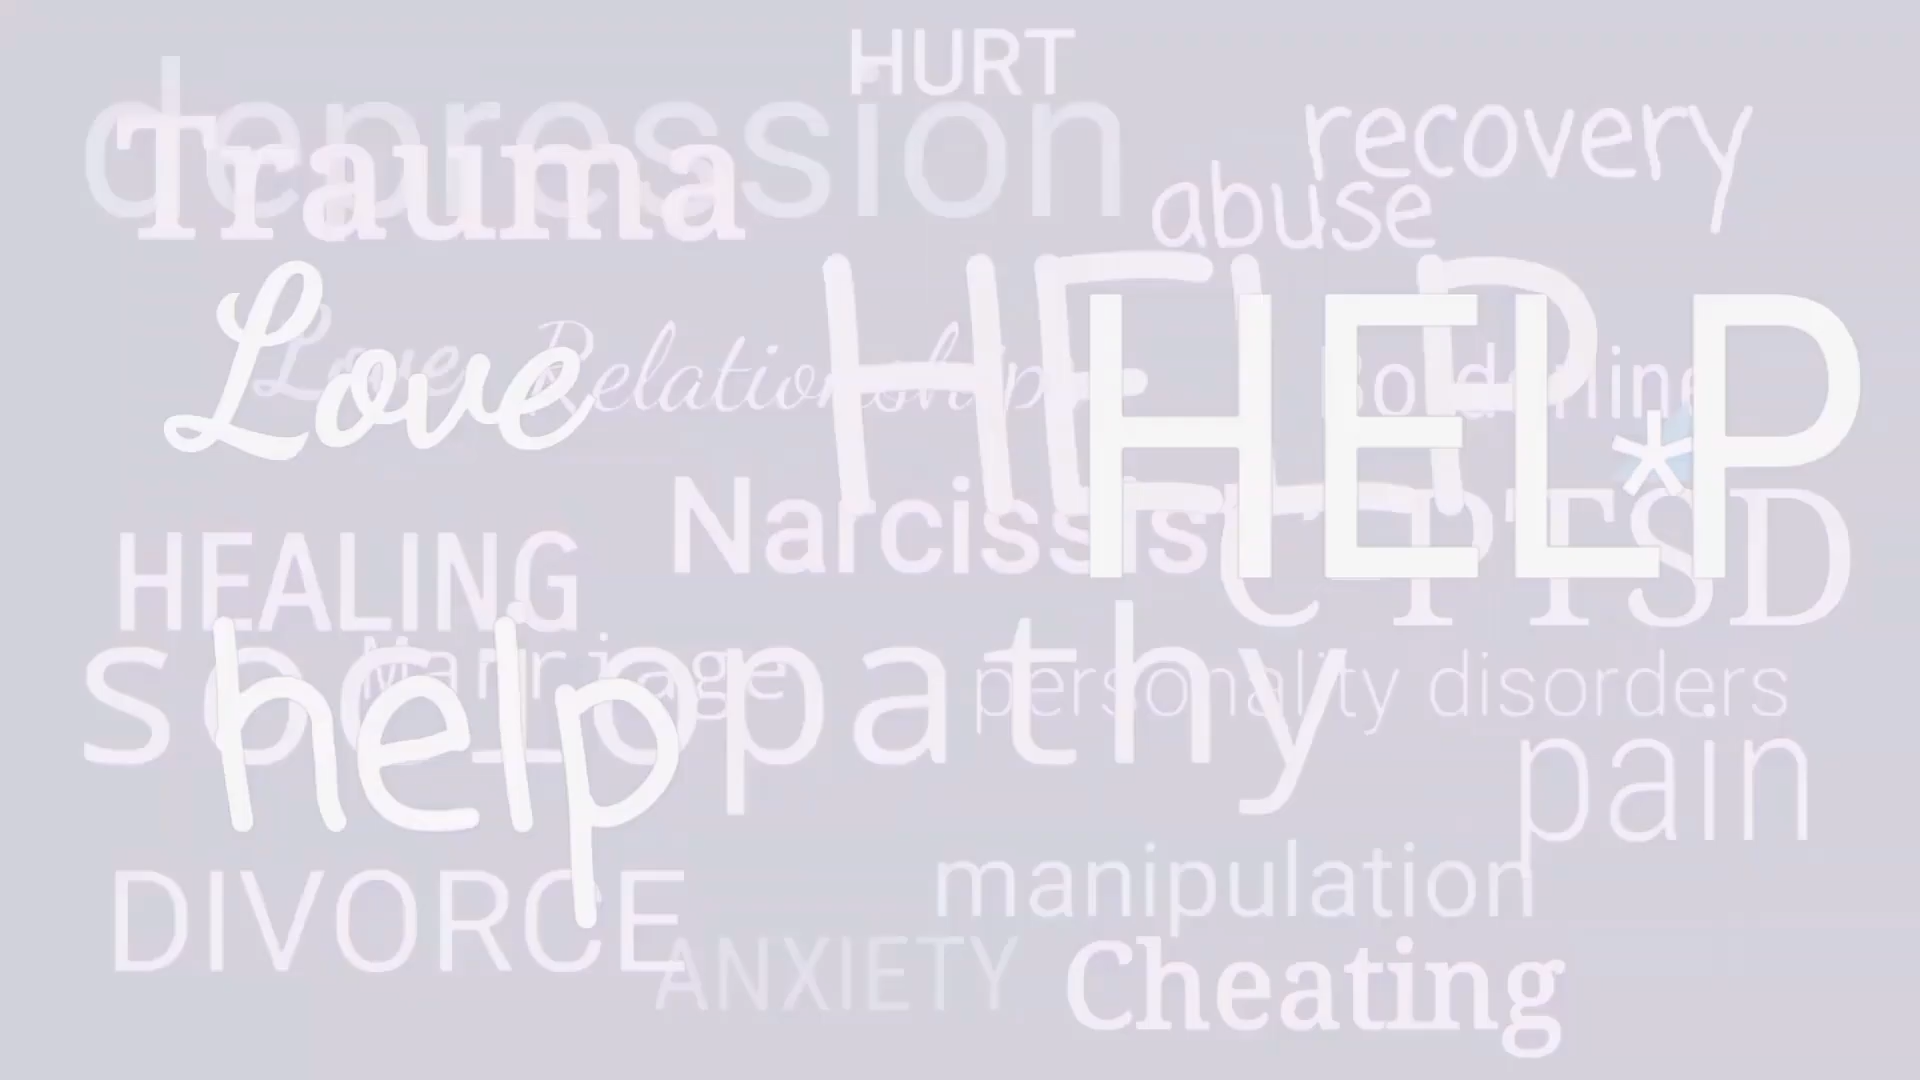 HURT
depression
Trauma
recovery
abuse
Love
Love
Relationships
HELP
HELP
Borderline
*
Narcissist
C PTSD
HEALING
Marriage
sociopathy
help
personality disorders
pain
DIVORCE
manipulation
ANXIETY
Cheating